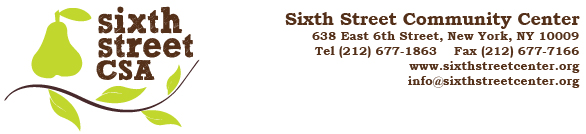 sixth
street
CSA
Sixth Street Community Center
638 East 6th Street, New York, NY 10009
Tel (212) 677-1863 Fax (212) 677-7166
www.sixthstreetcenter.org
info@sixthstreetcenter.org